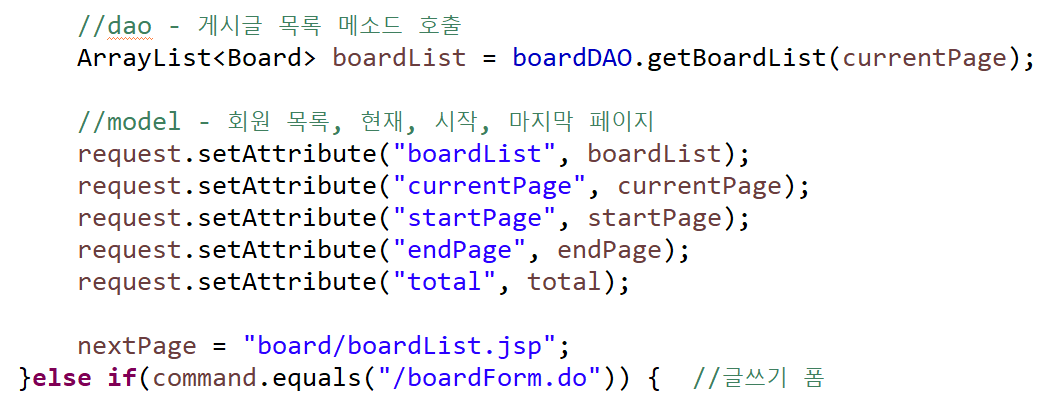 //dao - 게시글 목록 메소드 호출
ArrayList<Board> boardList = boardDAO.getBoardList(currentPage);
//model - 회원 목록, 현재, 시작, 마지막 페이지
request.setAttribute("boardList", boardList);
request.setAttribute("currentPage", currentPage);
request.setAttribute("startPage", startPage);
request.setAttribute("endPage", endPage);
request.setAttribute("total", total);
nextPage = "board/boardList.jsp";
}else if(command.equals("/boardForm.do")) {  //글쓰기 폼